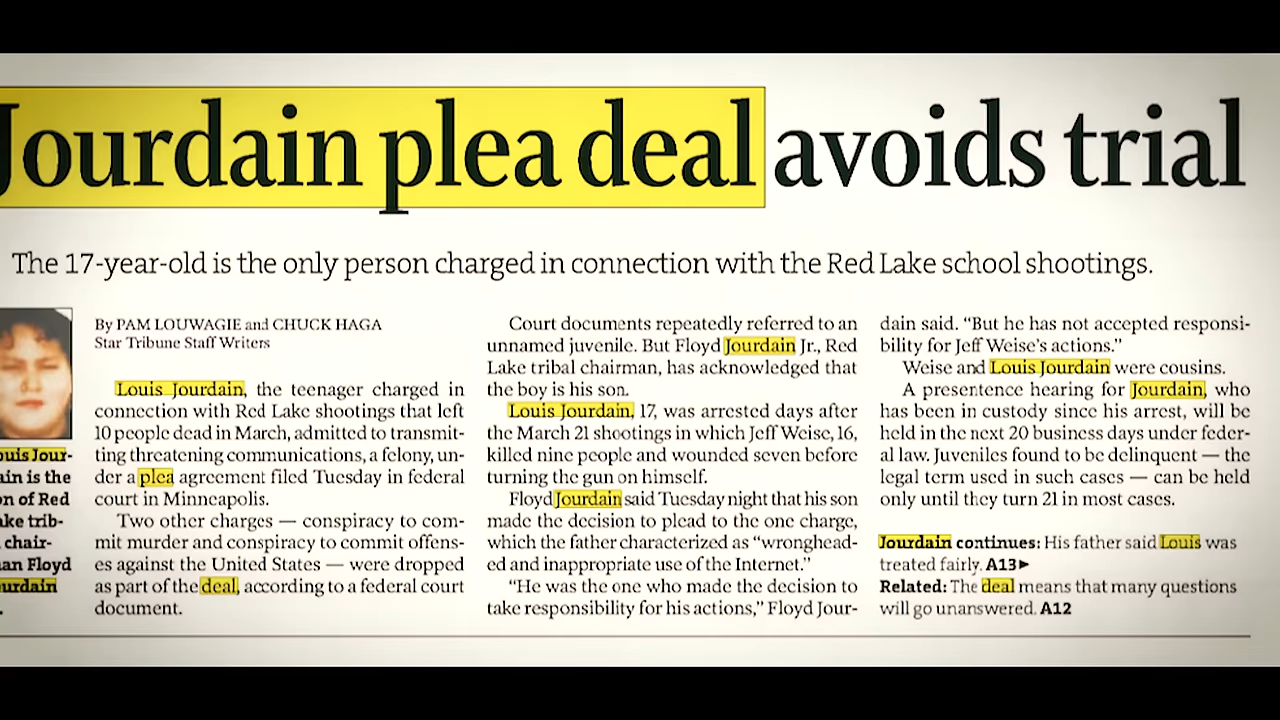 Jourdain plea deal avoids trial
The 17-year-old is the only person charged in connection with the Red Lake school shootings.
ouis Jour-
ain is the
on of Red
ake trib-
chair-
an Floyd
urdain
.
By PAM LOUWAGIE and CHUCK HAGA
Star Tribune Staff Writers
Louis Jourdain, the teenager charged in
connection with Red Lake shootings that left
10 people dead in March, admitted to transmit-
ting threatening communications, a felony, un-
der a plea agreement filed Tuesday in federal
court in Minneapolis.
Two other charges — conspiracy to com-
mit murder and conspiracy to commit offens-
es against the United States — were dropped
as part of the deal, according to a federal court
document.
Court documents repeatedly referred to an
unnamed juvenile. But Floyd Jourdain Jr., Red
Lake tribal chairman, has acknowledged that
the boy is his son.
Louis Jourdain, 17, was arrested days after
the March 21 shootings in which Jeff Weise, 16,
killed nine people and wounded seven before
turning the gun on himself.
Floyd Jourdain said Tuesday night that his son
made the decision to plead to the one charge,
which the father characterized as “wronghead-
ed and inappropriate use of the Internet.”
“He was the one who made the decision to
take responsibility for his actions,” Floyd Jour-
dain said. “But he has not accepted responsi-
bility for Jeff Weise’s actions.”
Weise and Louis Jourdain were cousins.
A presentence hearing for Jourdain, who
has been in custody since his arrest, will be
held in the next 20 business days under feder-
al law. Juveniles found to be delinquent — the
legal term used in such cases — can be held
only until they turn 21 in most cases.
Jourdain continues: His father said Louis was
treated fairly. A13►
Related: The deal means that many questions
will go unanswered. A12